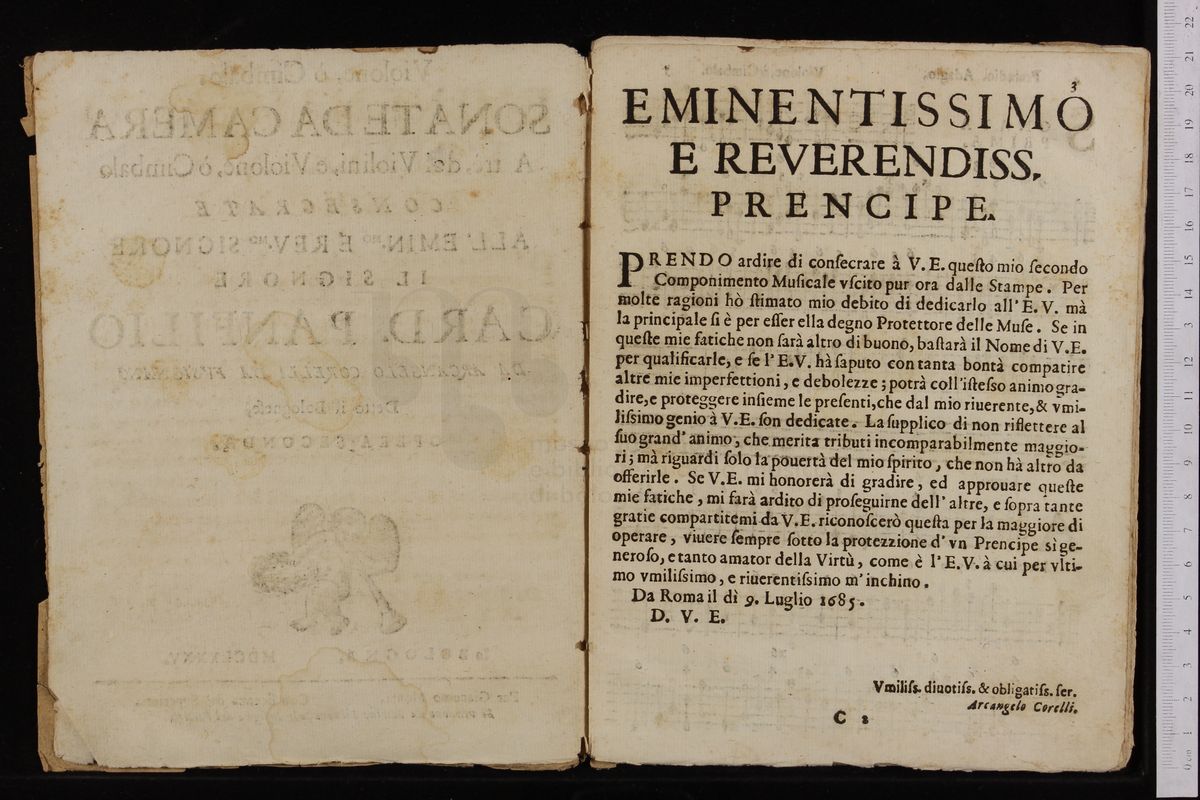 3
EMINENTISSIMO
E REVERENDISS.
PRENCIPE.
PRENDO ardire di conſecrare à V.E. queſto mio ſecondo
Componimento Muſicale vſcito pur ora dalle Stampe. Per
molte ragioni hò ſtimato mio debito di dedicarlo all'E.V. mà
la principale ſi è per eſſer ella degno Protettore delle Muſe. Se in
queſte mie fatiche non ſarà altro di buono, baſtarà il Nome di V.E.
per qualificarle, e ſe l'E.V. hà ſaputo con tanta bontà compatire
altre mie imperfettioni, e debolezze; potrà coll'iſteſso animo gra-
dire, e proteggere inſieme le preſenti, che dal mio riuerente, & vmi-
liſsimo genio à V.E. ſon dedicate. La ſupplico di non riflettere al
ſuo grand' animo, che merita tributi incomparabilmente maggio-
ri; mà riguardi ſolo la pouertà del mio ſpirito, che non hà altro da
offerirle. Se V.E. mi honorerà di gradire, ed approuare queſte
mie fatiche, mi farà ardito di proſeguirne dell' altre, e ſopra tante
gratie compartitemi da V.E. riconoſcerò queſta per la maggiore di
operare, viuere ſempre ſotto la protezzione d' vn Prencipe sì ge-
neroſo, e tanto amator della Virtù, come è l'E.V. à cui per vlti-
mo vmiliſsimo, e riuerentiſsimo m' inchino.
Da Roma il dì 9. Luglio 1685.
D. V. E.
Vmiliſs. diuotiſs. & obligatiſs. ſer.
Arcangelo Corelli.
C 2